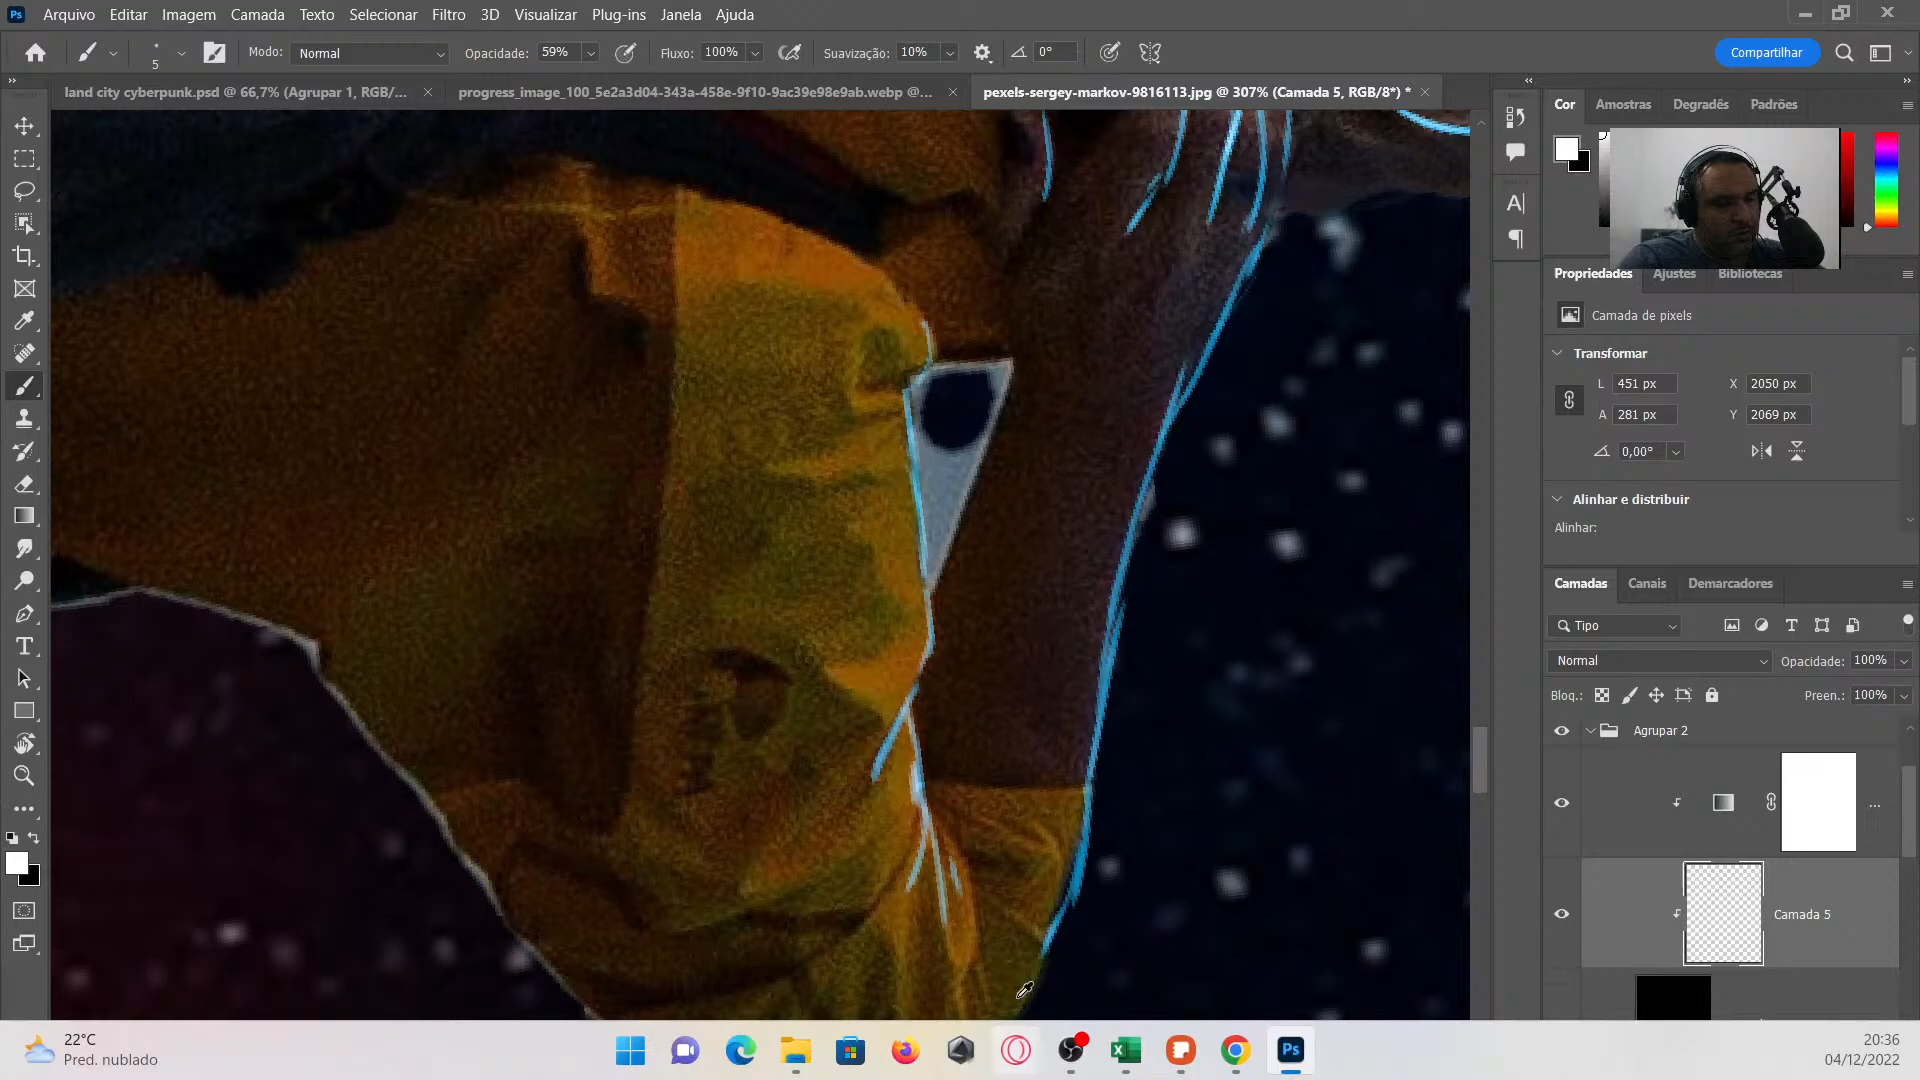 Ps Arquivo Editar Imagem Camada Texto Selecionar Filtro 3D Visualizar Plug-ins Janela Ajuda
5 Modo: Normal Opacidade: 59% Fluxo: 100% Suavização: 10% 0° Compartilhar
land city cyberpunk.psd @ 66,7% (Agrupar 1, RGB/... × progress_image_100_5e2a3d04-343a-458e-9f10-9ac39e98e9ab.webp @... × pexels-sergey-markov-9816113.jpg @ 307% (Camada 5, RGB/8*) * ×
Cor Amostras Degradês Padrões
Propriedades Ajustes Bibliotecas
Camada de pixels
Transformar
L 451 px X 2050 px
A 281 px Y 2069 px
0,00°
Alinhar e distribuir
Alinhar:
Camadas Canais Demarcadores
Tipo
Normal Opacidade: 100%
Bloq.: Preen.: 100%
Agrupar 2
...
Camada 5
22°C
Pred. nublado
Ps
20:36
04/12/2022